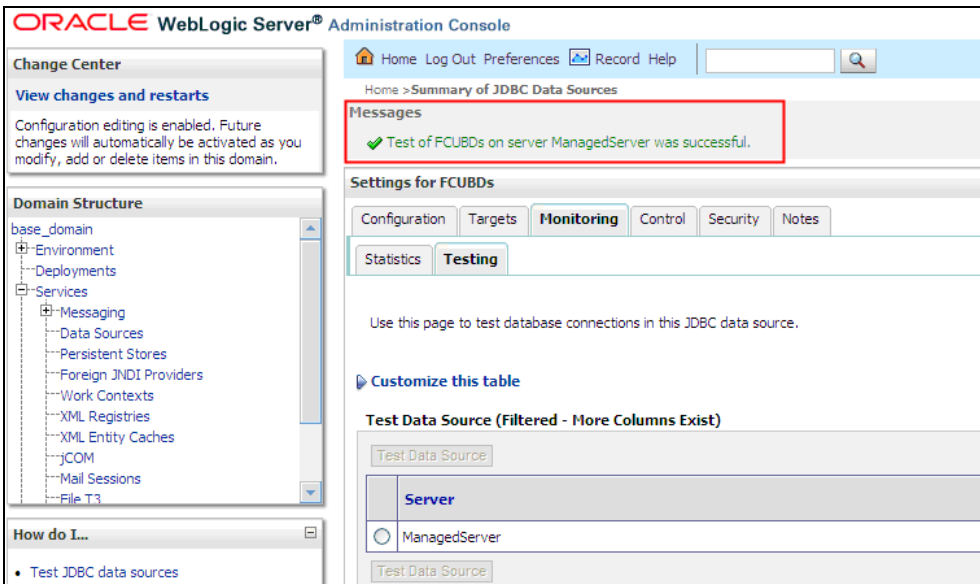 ORACLE WebLogic Server® Administration Console
Change Center
View changes and restarts
Configuration editing is enabled. Future
changes will automatically be activated as you
modify, add or delete items in this domain.
Domain Structure
base_domain
Environment
Deployments
Services
Messaging
Data Sources
Persistent Stores
Foreign JNDI Providers
Work Contexts
XML Registries
XML Entity Caches
jCOM
Mail Sessions
File T3
How do I...
Test JDBC data sources
Home Log Out Preferences Record Help
Home >Summary of JDBC Data Sources
Messages
Test of FCUBDs on server ManagedServer was successful.
Settings for FCUBDs
Configuration Targets Monitoring Control Security Notes
Statistics Testing
Use this page to test database connections in this JDBC data source.
Customize this table
Test Data Source (Filtered - More Columns Exist)
Test Data Source
Server
ManagedServer
Test Data Source